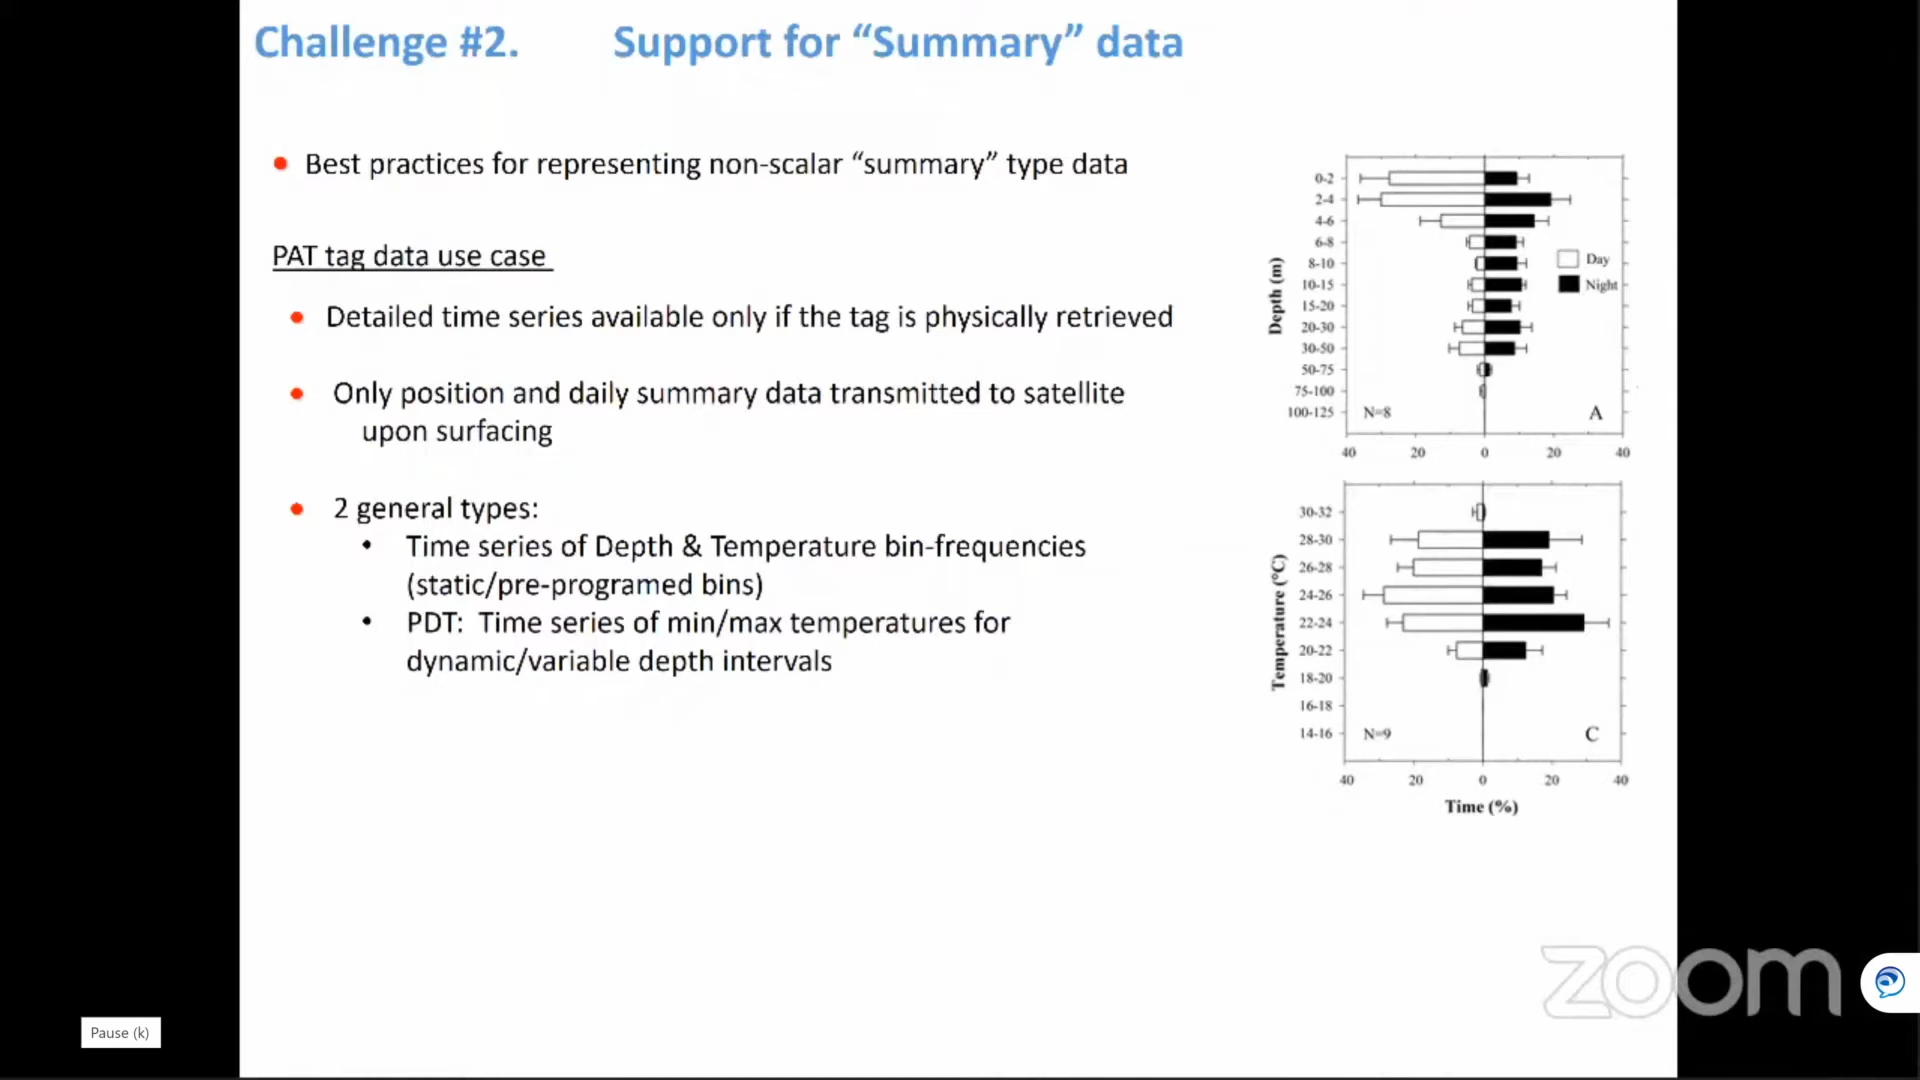 Challenge #2. Support for “Summary” data
Best practices for representing non-scalar “summary” type data
PAT tag data use case
Detailed time series available only if the tag is physically retrieved
Only position and daily summary data transmitted to satellite
upon surfacing
2 general types:
Time series of Depth & Temperature bin-frequencies
(static/pre-programed bins)
PDT: Time series of min/max temperatures for
dynamic/variable depth intervals
Depth (m)
0-2
2-4
4-6
6-8
8-10
10-15
15-20
20-30
30-50
50-75
75-100
100-125
Day
Night
N=8
A
40 20 0 20 40
Temperature (°C)
30-32
28-30
26-28
24-26
22-24
20-22
18-20
16-18
14-16
N=9
C
40 20 0 20 40
Time (%)
zoom
Pause (k)